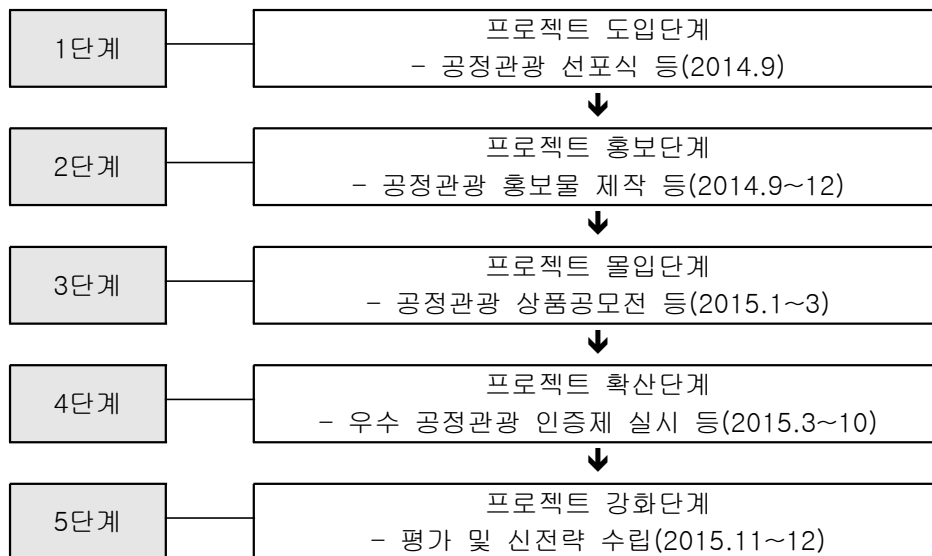 1단계
프로젝트 도입단계
- 공정관광 선포식 등(2014.9)
2단계
프로젝트 홍보단계
- 공정관광 홍보물 제작 등(2014.9~12)
3단계
프로젝트 몰입단계
- 공정관광 상품공모전 등(2015.1~3)
4단계
프로젝트 확산단계
- 우수 공정관광 인증제 실시 등(2015.3~10)
5단계
프로젝트 강화단계
- 평가 및 신전략 수립(2015.11~12)